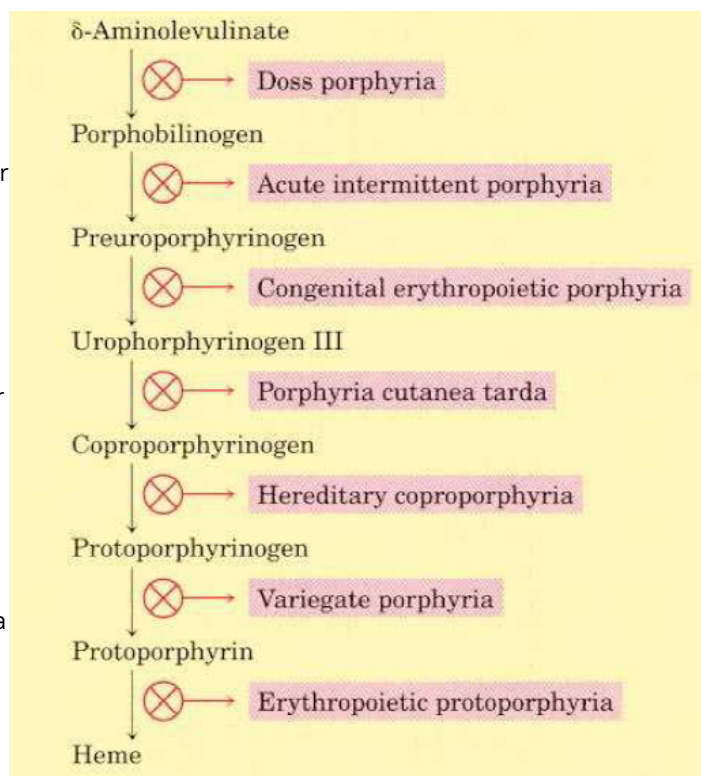 δ-Aminolevulinate
Doss porphyria
Porphobilinogen
r
Acute intermittent porphyria
Preuroporphyrinogen
Congenital erythropoietic porphyria
Urophorphyrinogen III
r
Porphyria cutanea tarda
Coproporphyrinogen
Hereditary coproporphyria
Protoporphyrinogen
Variegate porphyria
a
Protoporphyrin
Erythropoietic protoporphyria
Heme